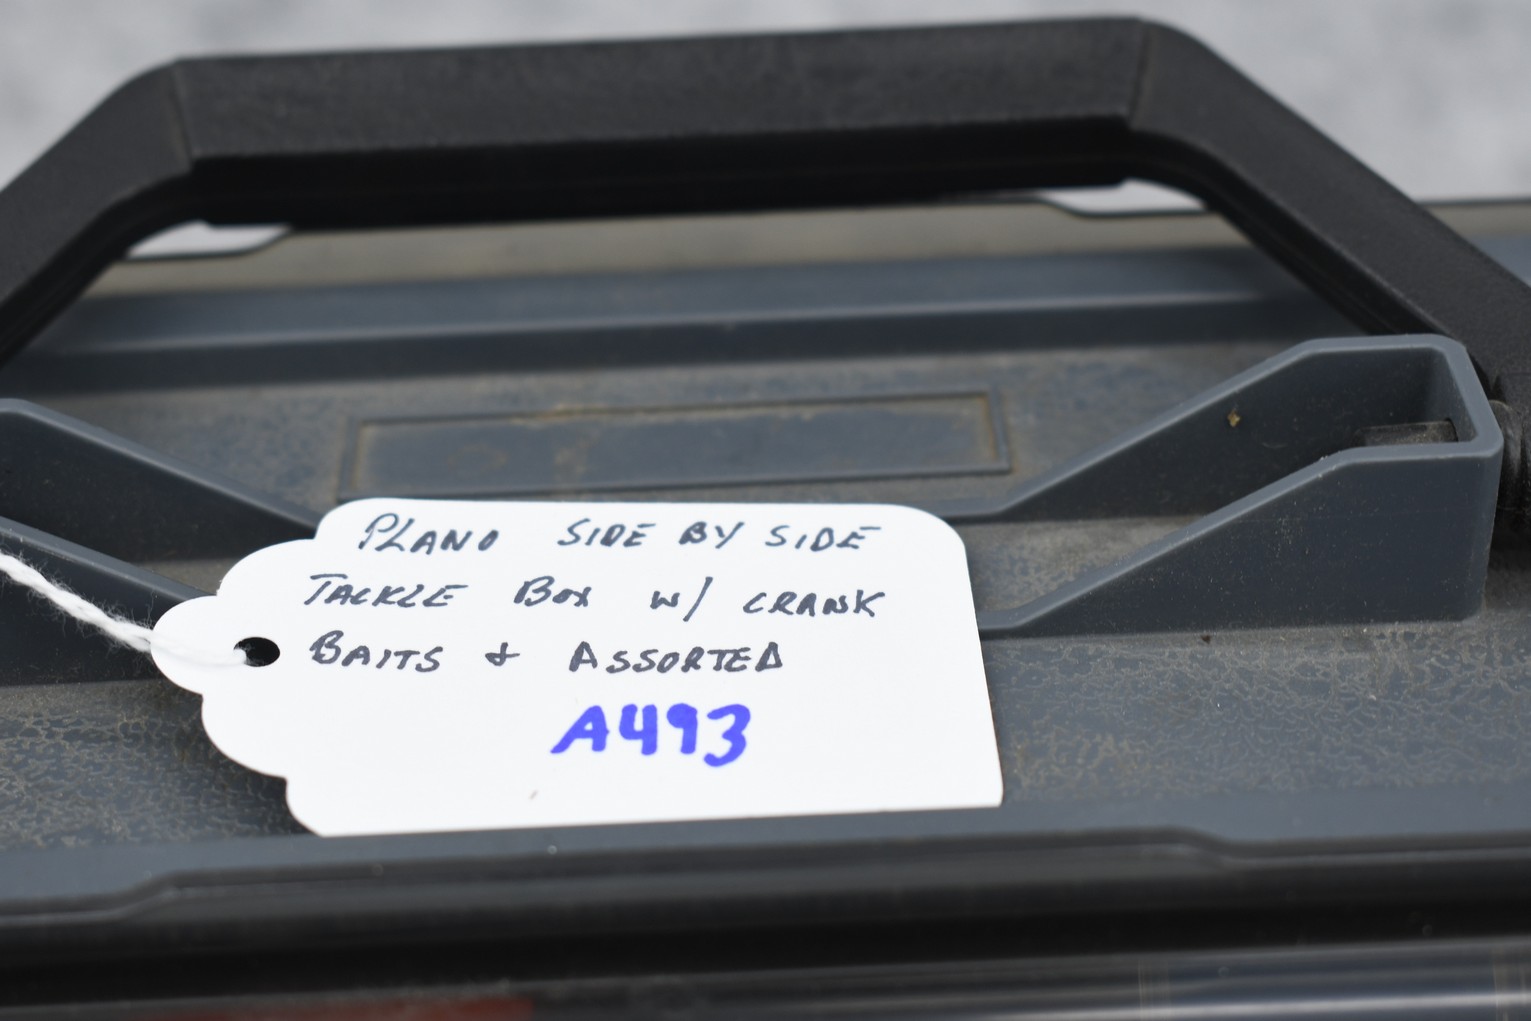 PLANO SIDE BY SIDE
TACKLE BOX W/ CRANK
BAITS & ASSORTED
A493